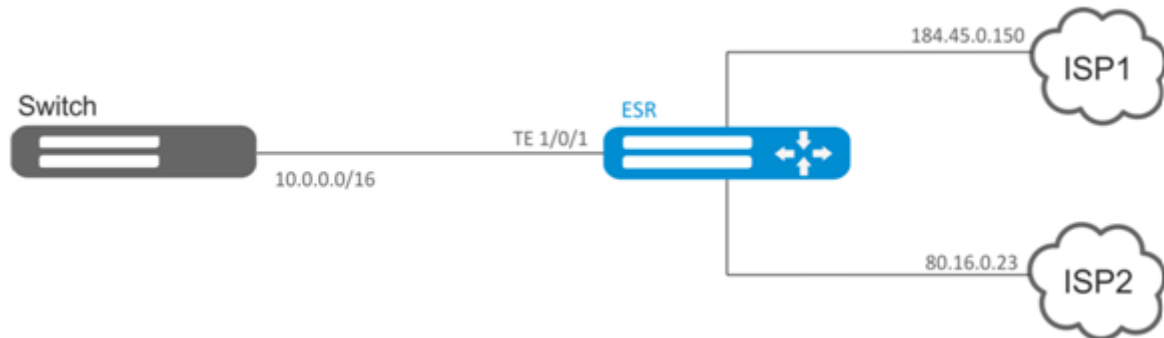 184.45.0.150
ISP1
Switch
ESR
TE 1/0/1
10.0.0.0/16
80.16.0.23
ISP2